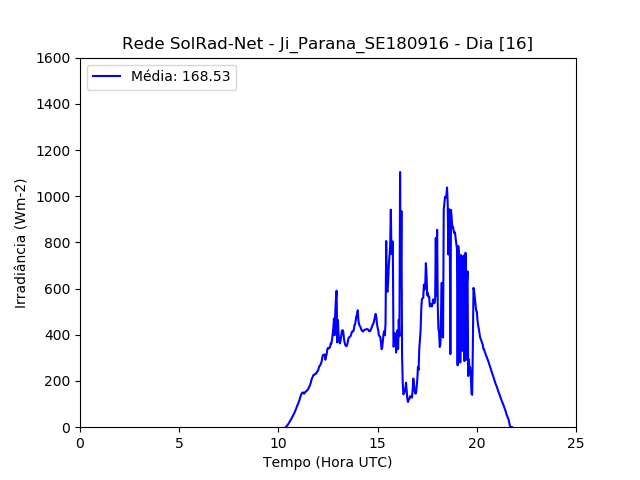 Rede SolRad-Net - Ji_Parana_SE180916 - Dia [16]
Média: 168.53
Irradiância (Wm-2)
1600
1400
1200
1000
800
600
400
200
0
0 5 10 15 20 25
Tempo (Hora UTC)